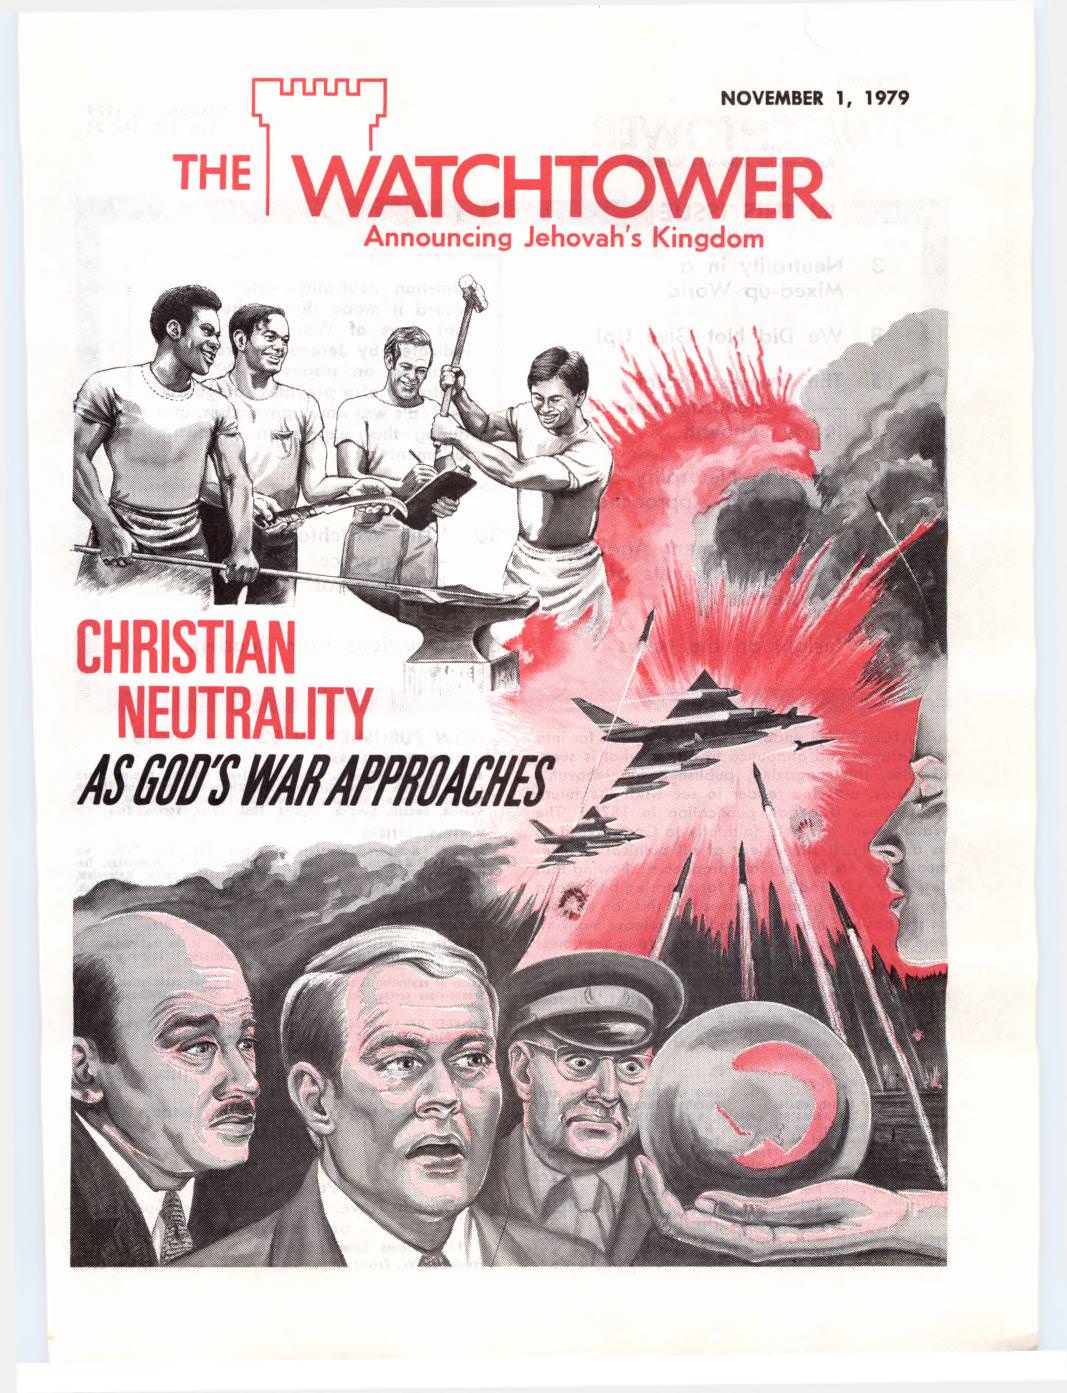 NOVEMBER 1, 1979
THE WATCHTOWER
Announcing Jehovah's Kingdom
CHRISTIAN
NEUTRALITY
AS GOD'S WAR APPROACHES